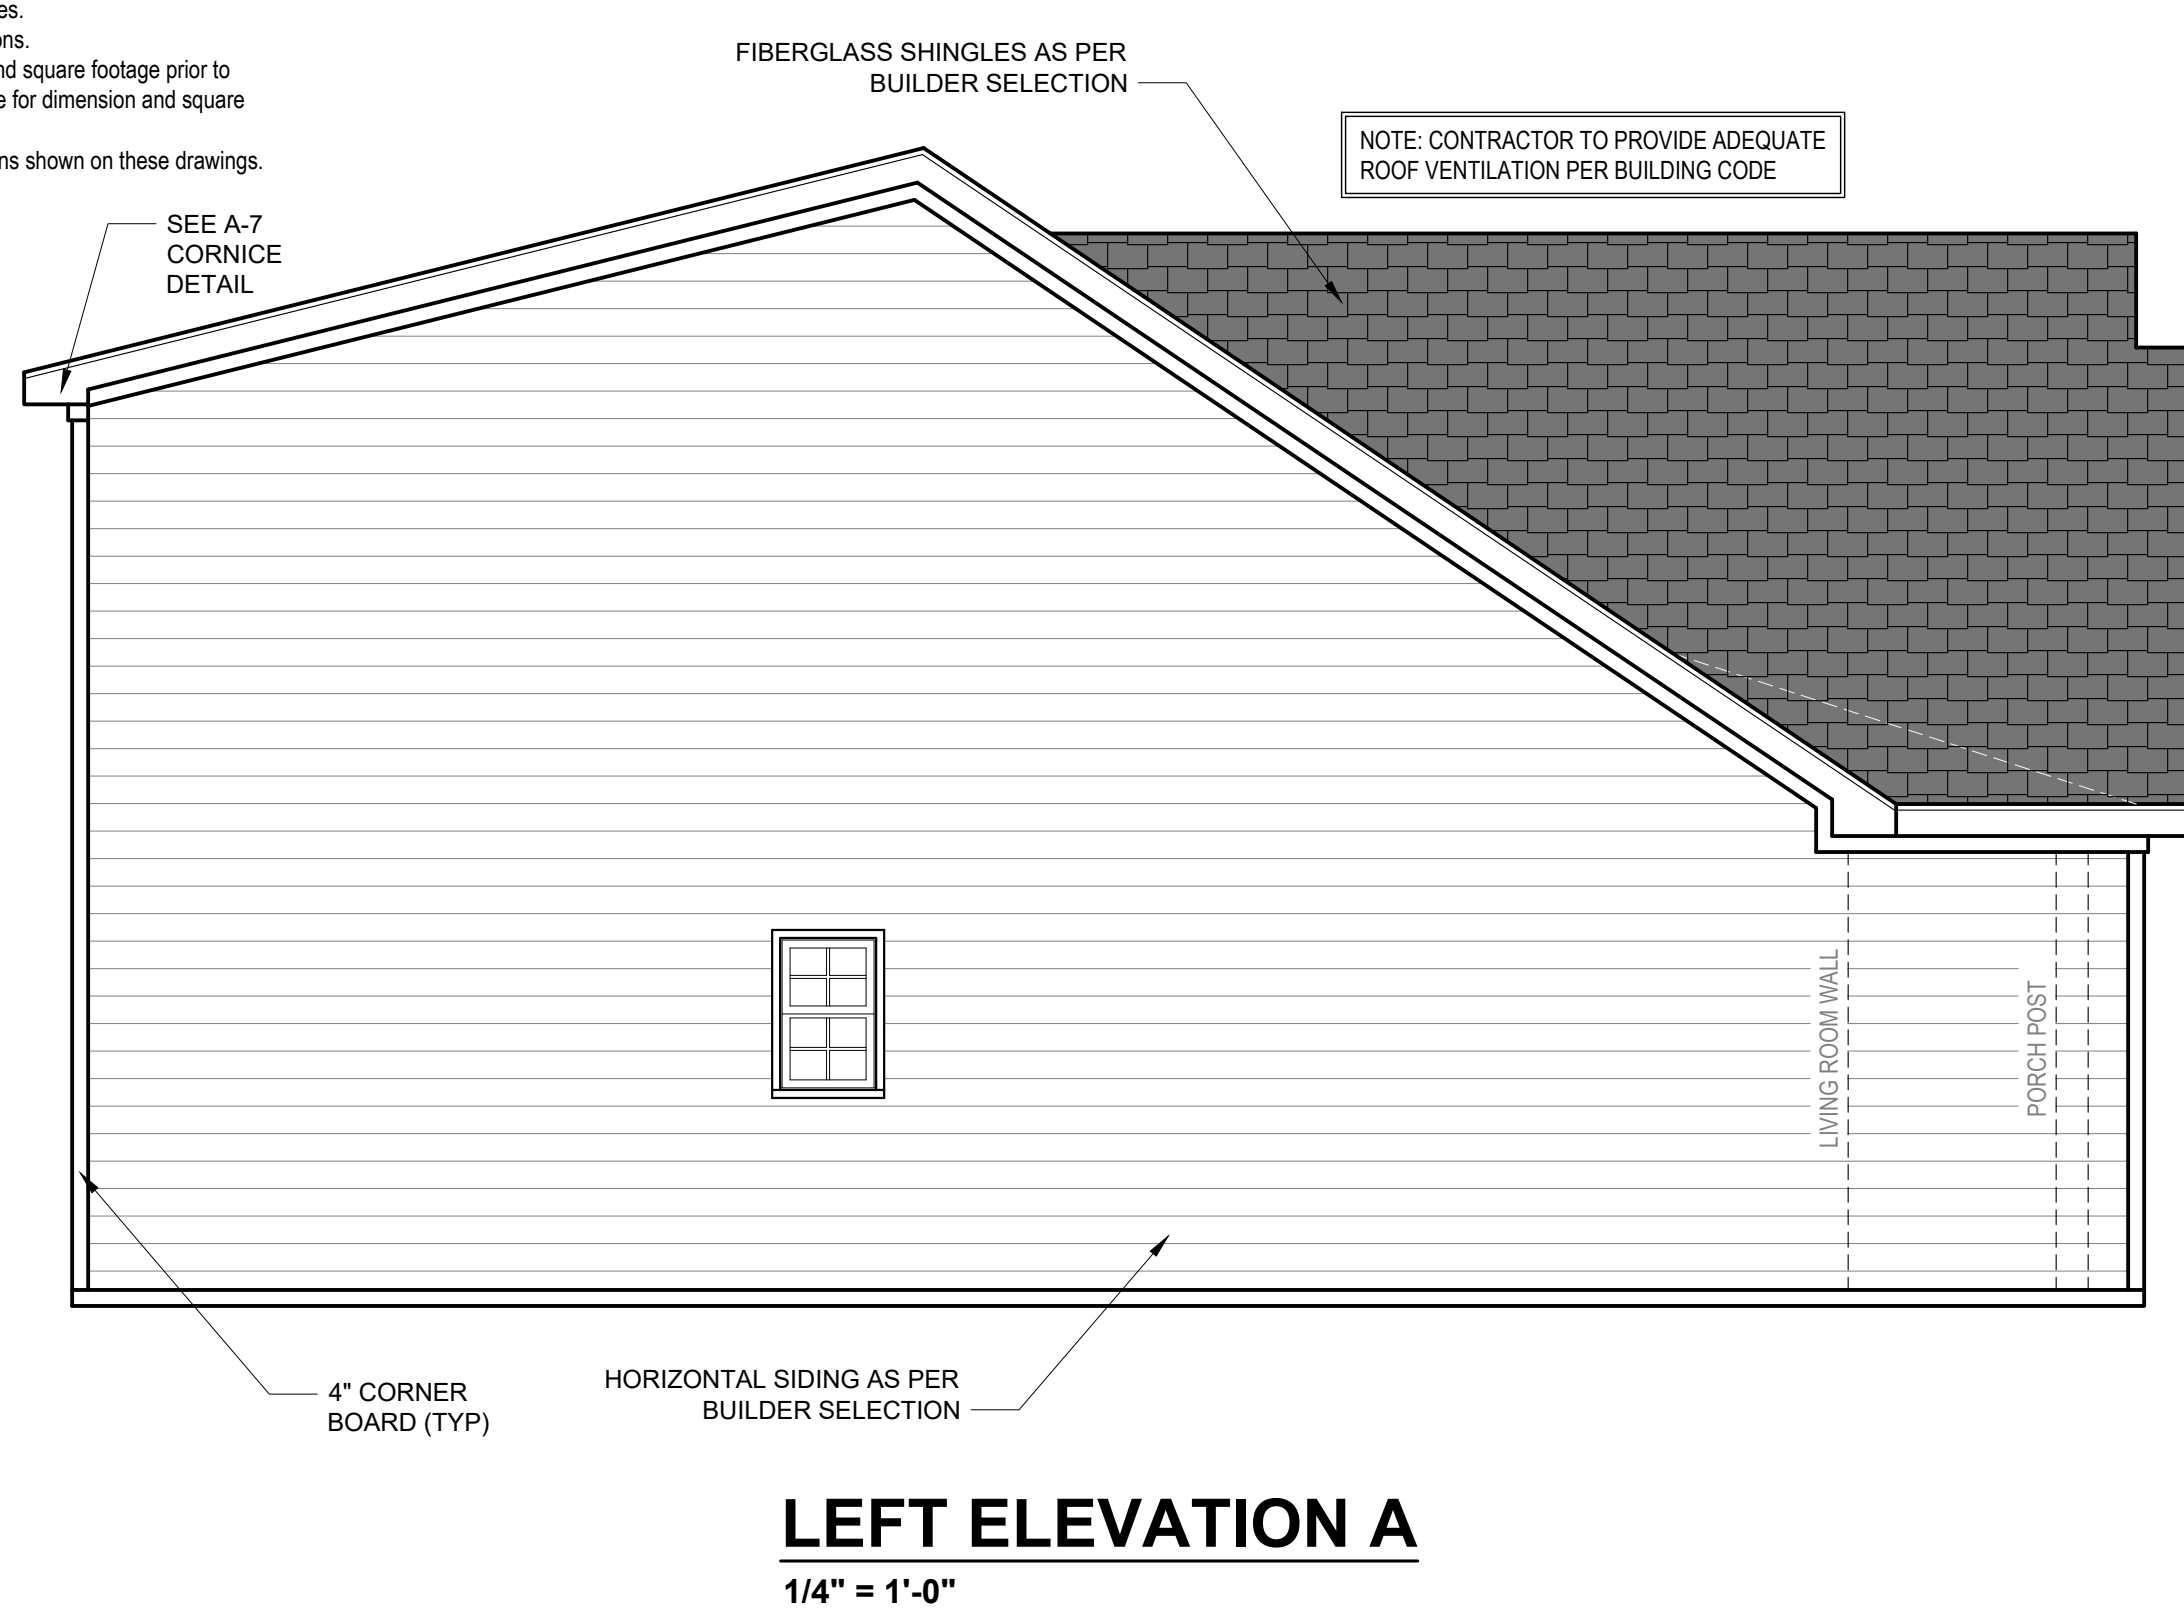 es.
ons.
nd square footage prior to
e for dimension and square
ns shown on these drawings.
FIBERGLASS SHINGLES AS PER
BUILDER SELECTION
NOTE: CONTRACTOR TO PROVIDE ADEQUATE
ROOF VENTILATION PER BUILDING CODE
SEE A-7
CORNICE
DETAIL
LIVING ROOM WALL
PORCH POST
4" CORNER
BOARD (TYP)
HORIZONTAL SIDING AS PER
BUILDER SELECTION
LEFT ELEVATION A
1/4" = 1'-0"